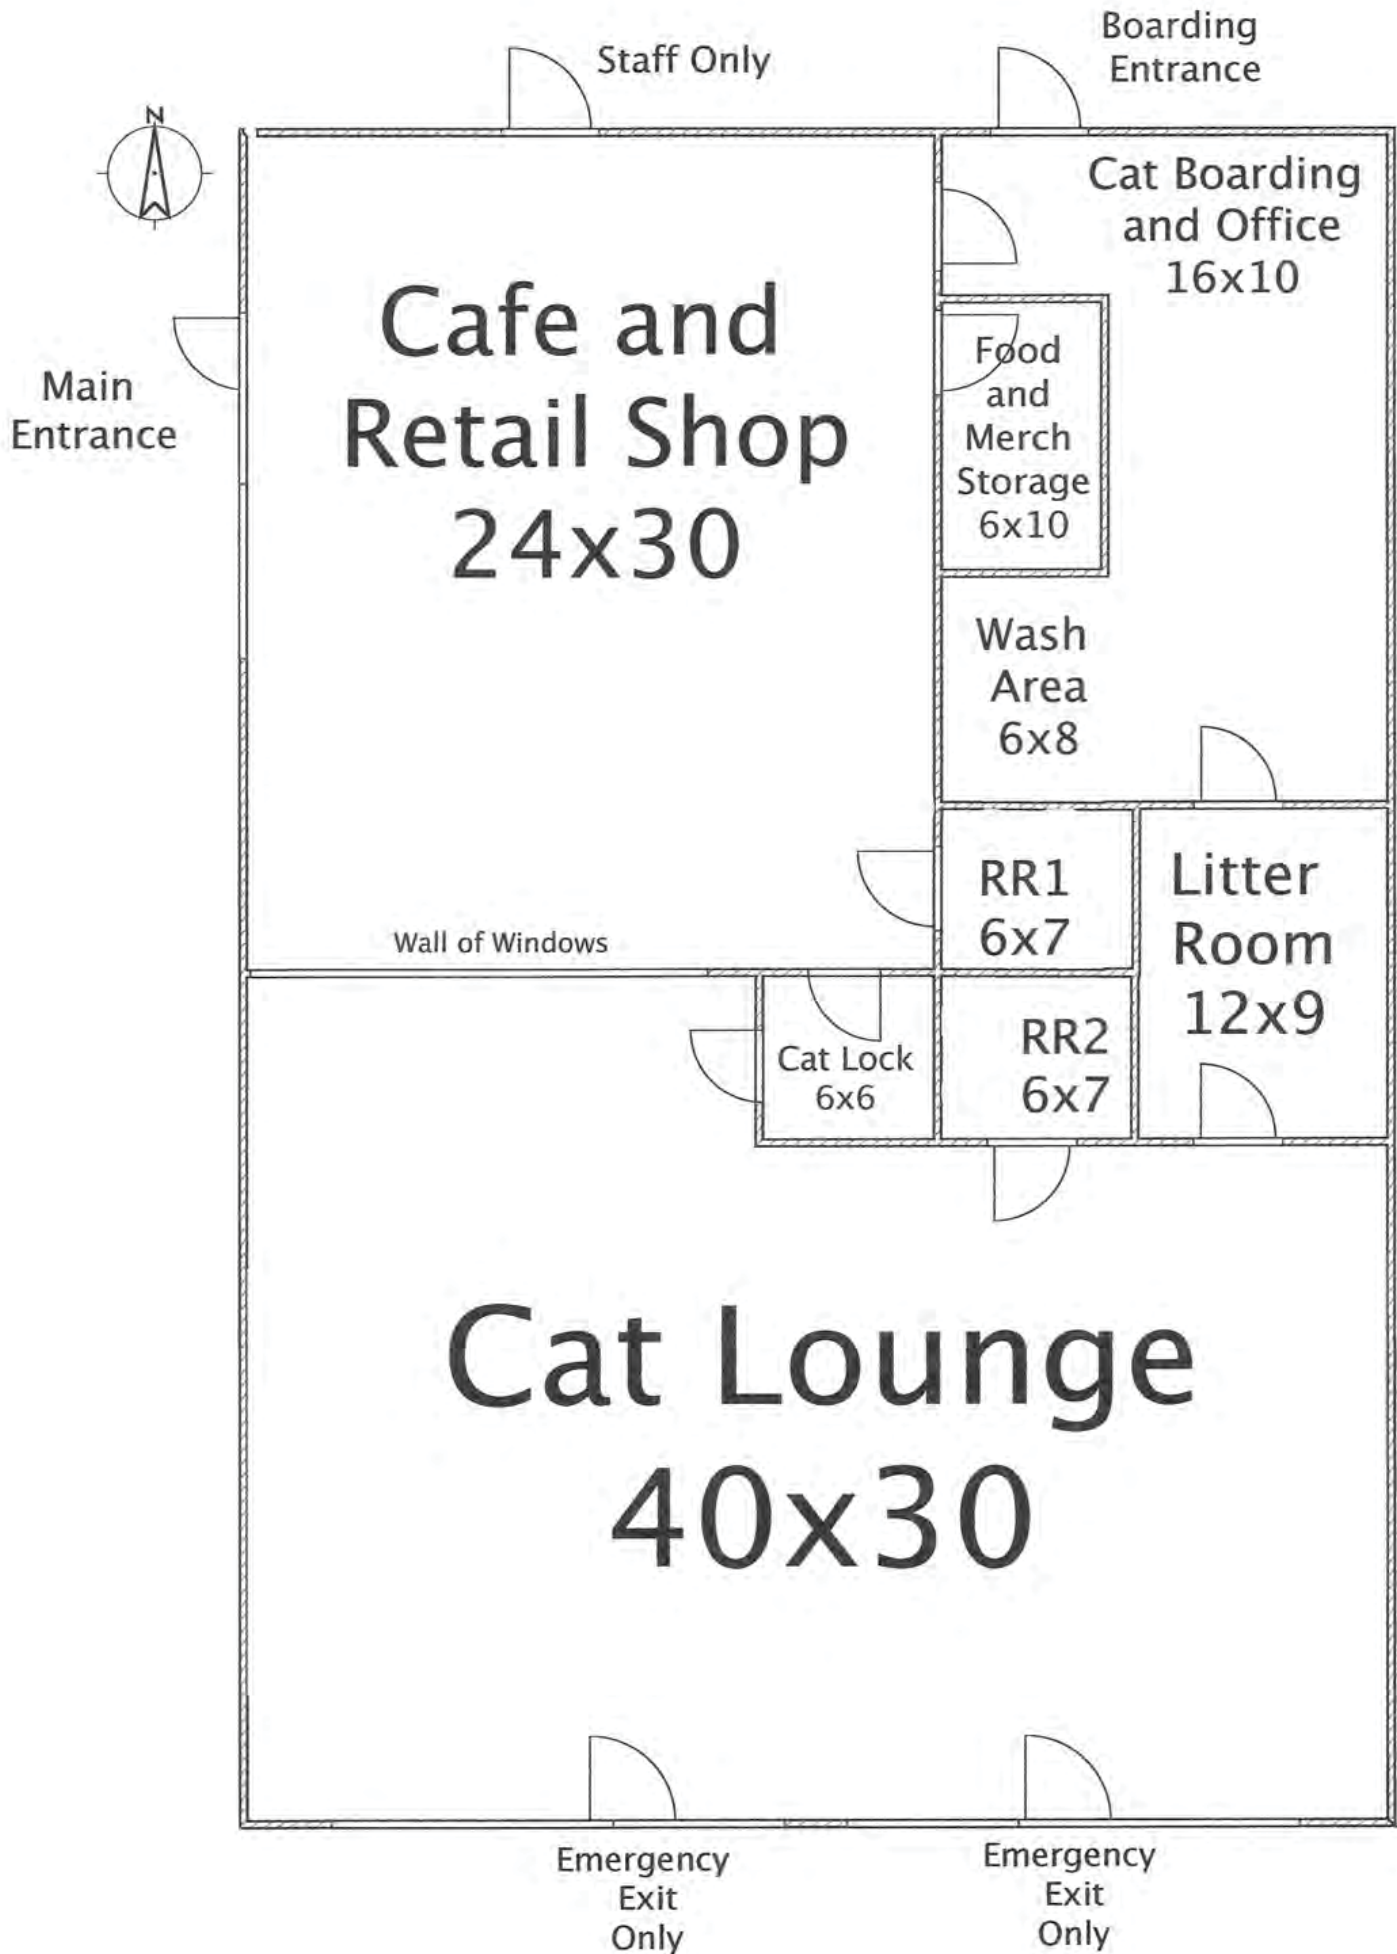 Boarding
Entrance
Staff Only
N
Cat Boarding
and Office
16x10
Cafe and
Retail Shop
24x30
Main
Entrance
Food
and
Merch
Storage
6x10
Wash
Area
6x8
RR1
6x7
Litter
Room
12x9
Wall of Windows
RR2
6x7
Cat Lock
6x6
Cat Lounge
40x30
Emergency
Exit
Only
Emergency
Exit
Only